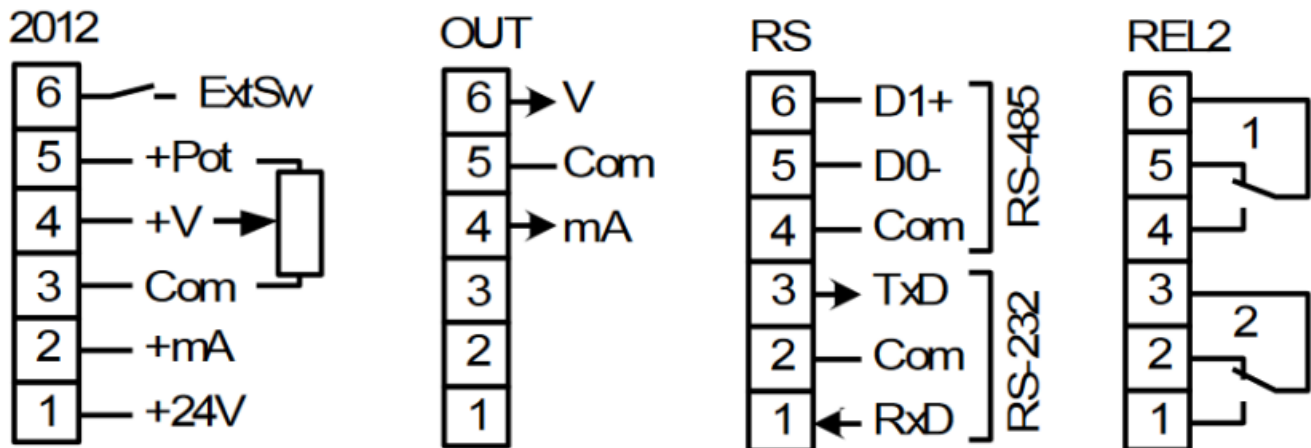 2012
6 ExtSw
5 +Pot
4 +V
3 Com
2 +mA
1 +24V
OUT
6 V
5 Com
4 mA
3
2
1
RS
6 D1+
5 D0-
4 Com
RS-485
3 TxD
2 Com
1 RxD
RS-232
REL2
6
1
5
4
3
2
2
1